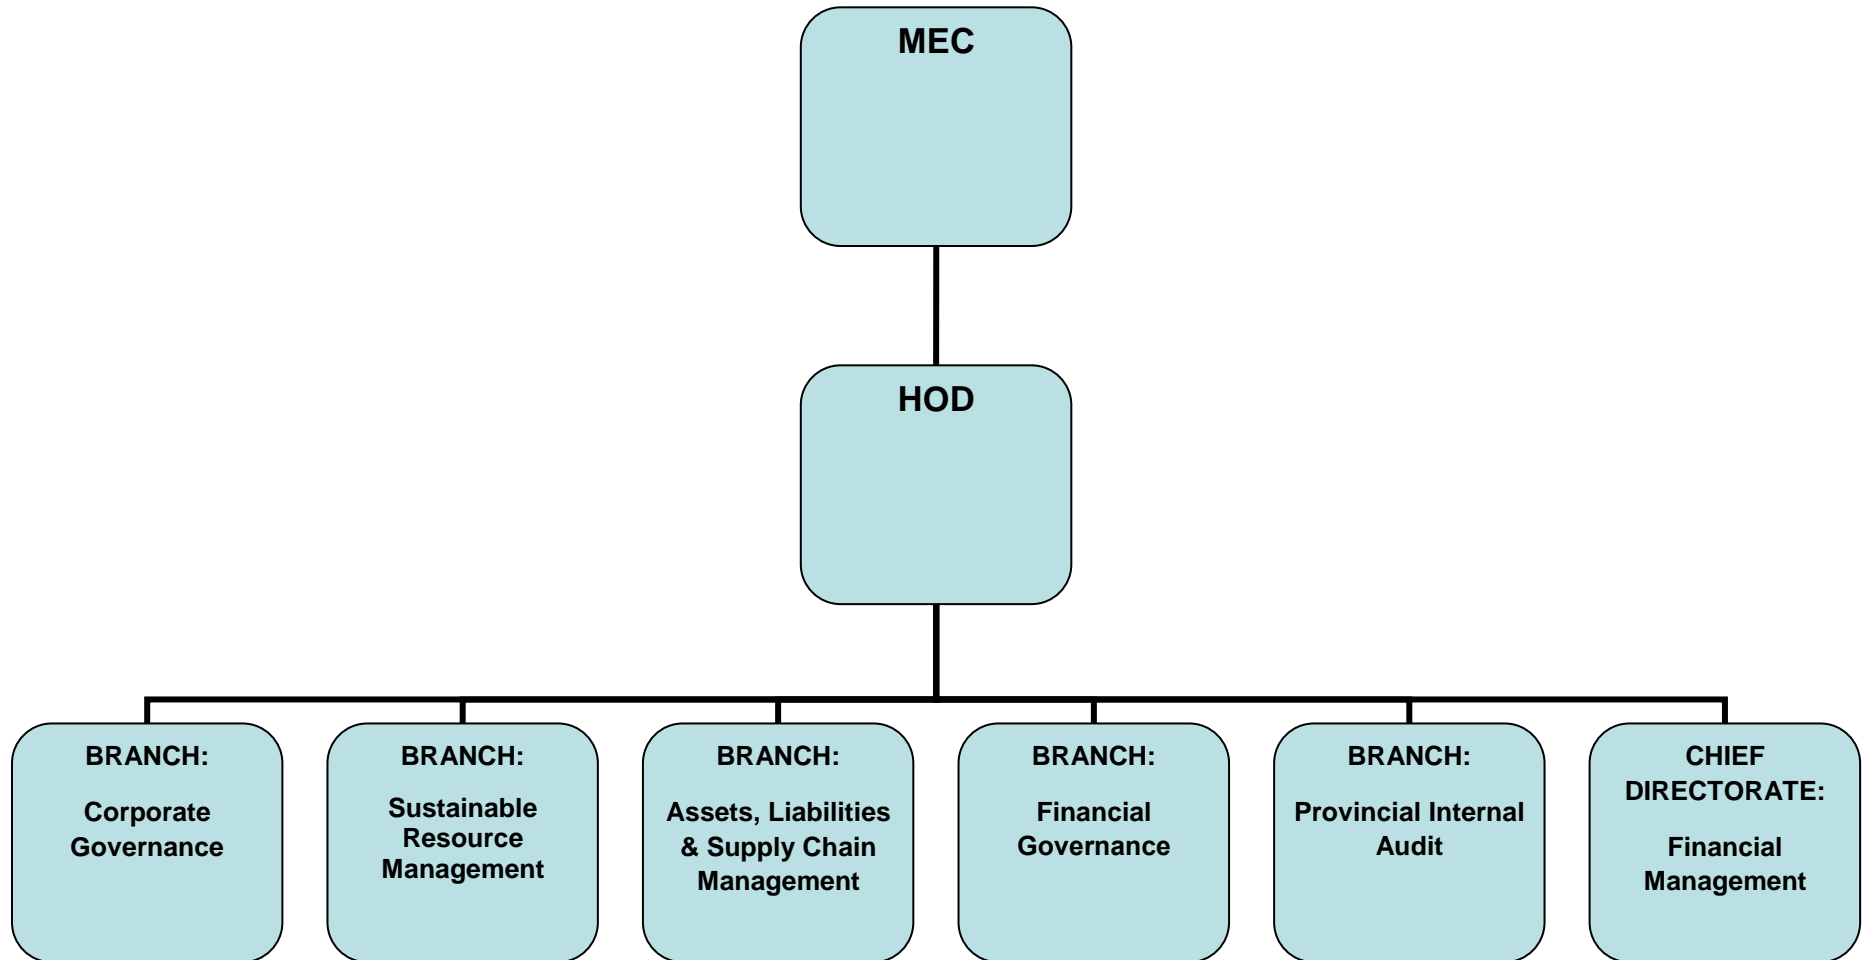 MEC
HOD
BRANCH:
Corporate
Governance
BRANCH:
Sustainable
Resource
Management
BRANCH:
Assets, Liabilities
& Supply Chain
Management
BRANCH:
Financial
Governance
BRANCH:
Provincial Internal
Audit
CHIEF
DIRECTORATE:
Financial
Management